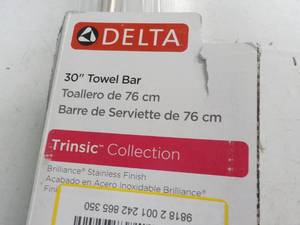 DELTA
30" Towel Bar
Toallero de 76 cm
Barre de Serviette de 76 cm
Trinsic™ Collection
Brilliance® Stainless Finish
Acabado en Acero Inoxidable Brilliance®
9818 2 001 242 865 350